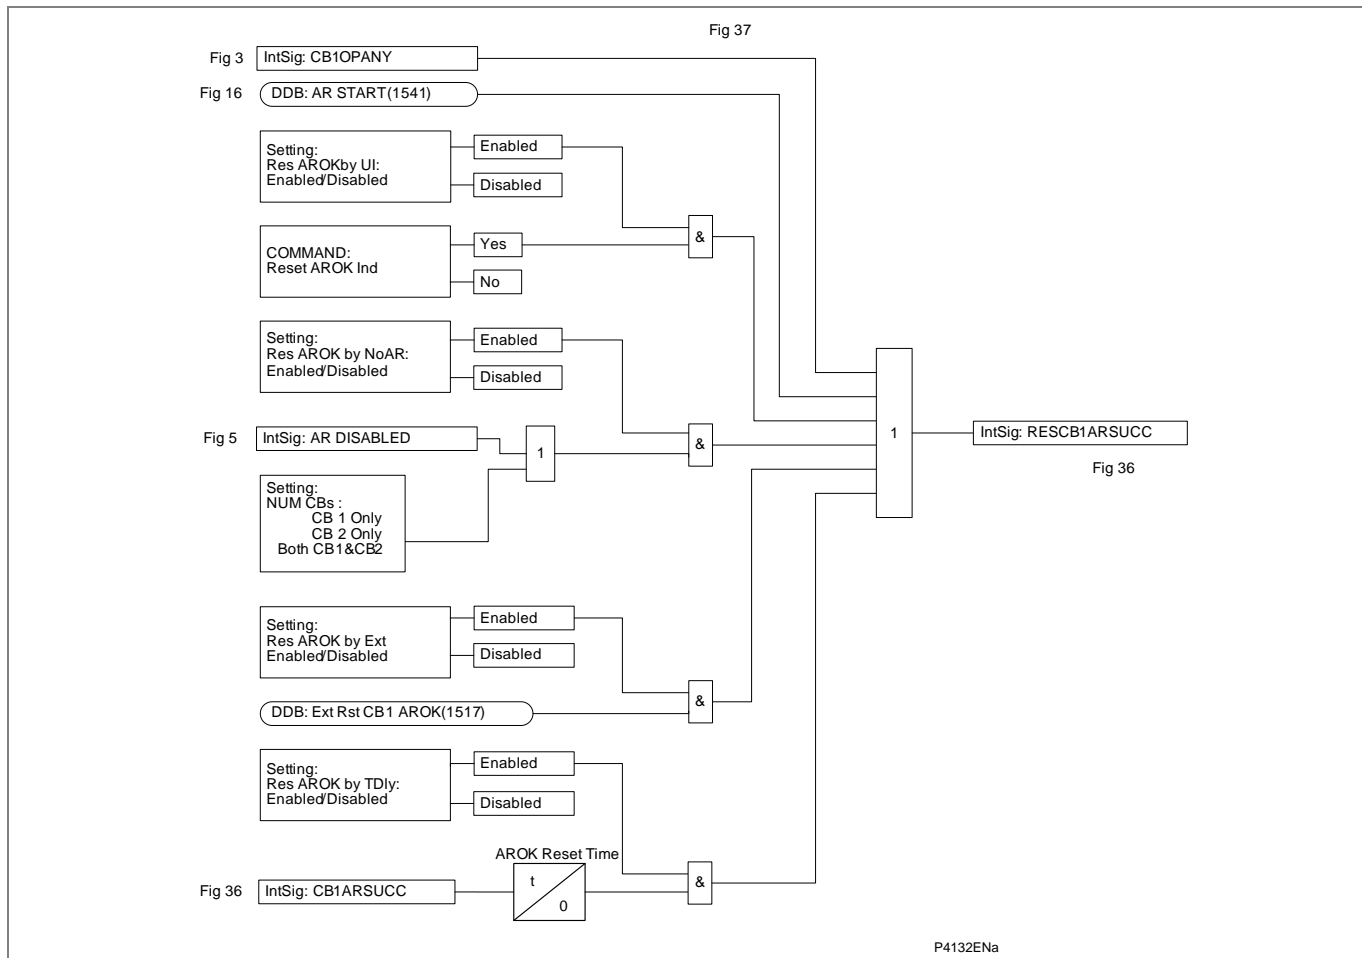 Fig 37
Fig 3
IntSig: CB1OPANY
Fig 16
DDB: AR START(1541)
Setting:
Res AROKby UI:
Enabled/Disabled
Enabled
Disabled
&
COMMAND:
Reset AROK Ind
Yes
No
Setting:
Res AROK by NoAR:
Enabled/Disabled
Enabled
Disabled
Fig 5
IntSig: AR DISABLED
1
&
1
IntSig: RESCB1ARSUCC
Fig 36
Setting:
NUM CBs :
CB 1 Only
CB 2 Only
Both CB1&CB2
Setting:
Res AROK by Ext
Enabled/Disabled
Enabled
Disabled
&
DDB: Ext Rst CB1 AROK(1517)
Setting:
Res AROK by TDly:
Enabled/Disabled
Enabled
Disabled
AROK Reset Time
Fig 36
IntSig: CB1ARSUCC
t
0
&
P4132ENa